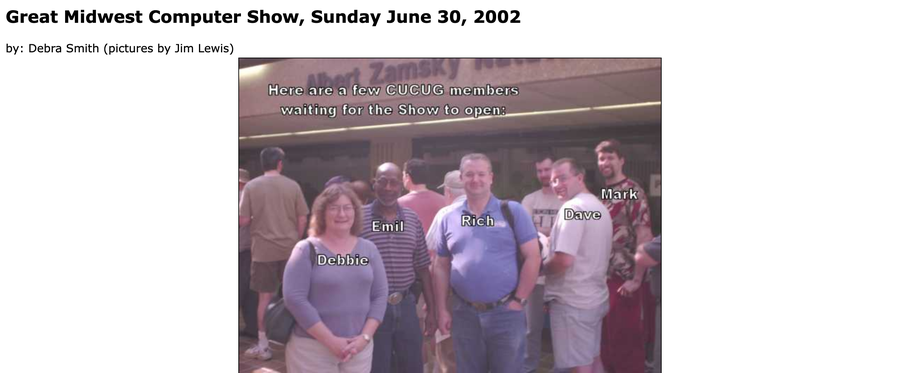 Great Midwest Computer Show, Sunday June 30, 2002
by: Debra Smith (pictures by Jim Lewis)
Albert Zamsky
Here are a few CUCUG members
waiting for the Show to open:
Mark
Dave
Rich
Emil
Debbie